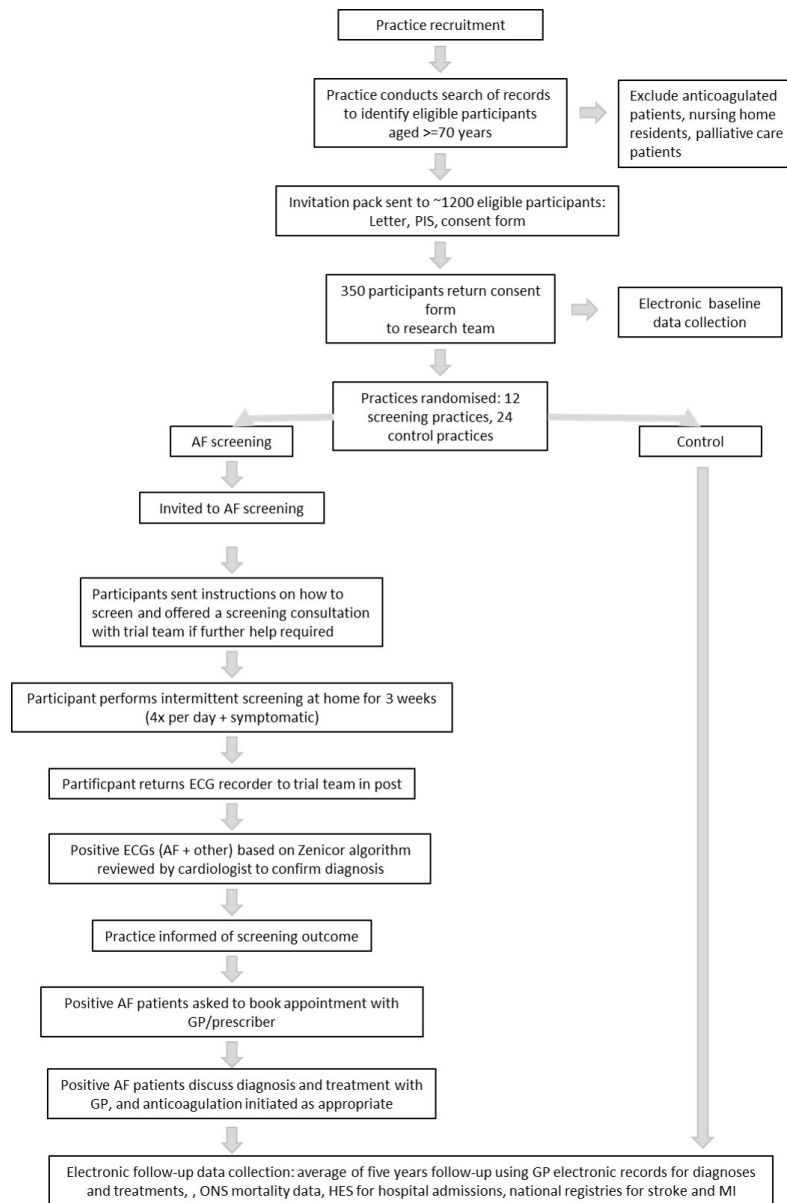 Practice recruitment
Practice conducts search of records
to identify eligible participants
aged >=70 years
Exclude anticoagulated
patients, nursing home
residents, palliative care
patients
Invitation pack sent to ~1200 eligible participants:
Letter, PIS, consent form
350 participants return consent
form
to research team
Electronic baseline
data collection
Practices randomised: 12
screening practices, 24
control practices
AF screening
Control
Invited to AF screening
Participants sent instructions on how to
screen and offered a screening consultation
with trial team if further help required
Participant performs intermittent screening at home for 3 weeks
(4x per day + symptomatic)
Partificpant returns ECG recorder to trial team in post
Positive ECGs (AF + other) based on Zenicor algorithm
reviewed by cardiologist to confirm diagnosis
Practice informed of screening outcome
Positive AF patients asked to book appointment with
GP/prescriber
Positive AF patients discuss diagnosis and treatment with
GP, and anticoagulation initiated as appropriate
Electronic follow-up data collection: average of five years follow-up using GP electronic records for diagnoses
and treatments, , ONS mortality data, HES for hospital admissions, national registries for stroke and MI